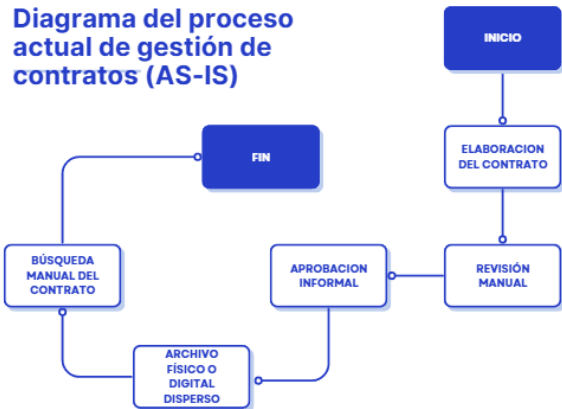 Diagrama del proceso
actual de gestión de
contratos (AS-IS)
INICIO
ELABORACION
DEL CONTRATO
REVISIÓN
MANUAL
APROBACION
INFORMAL
ARCHIVO
FÍSICO O
DIGITAL
DISPERSO
BÚSQUEDA
MANUAL DEL
CONTRATO
FIN